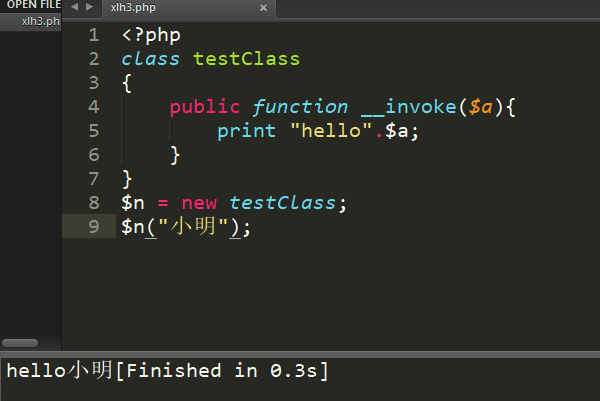 OPEN FILE
xlh3.ph
xlh3.php
1 <?php
2 class testClass
3 {
4 public function __invoke($a){
5 print "hello".$a;
6 }
7 }
8 $n = new testClass;
9 $n("小明");
hello小明[Finished in 0.3s]